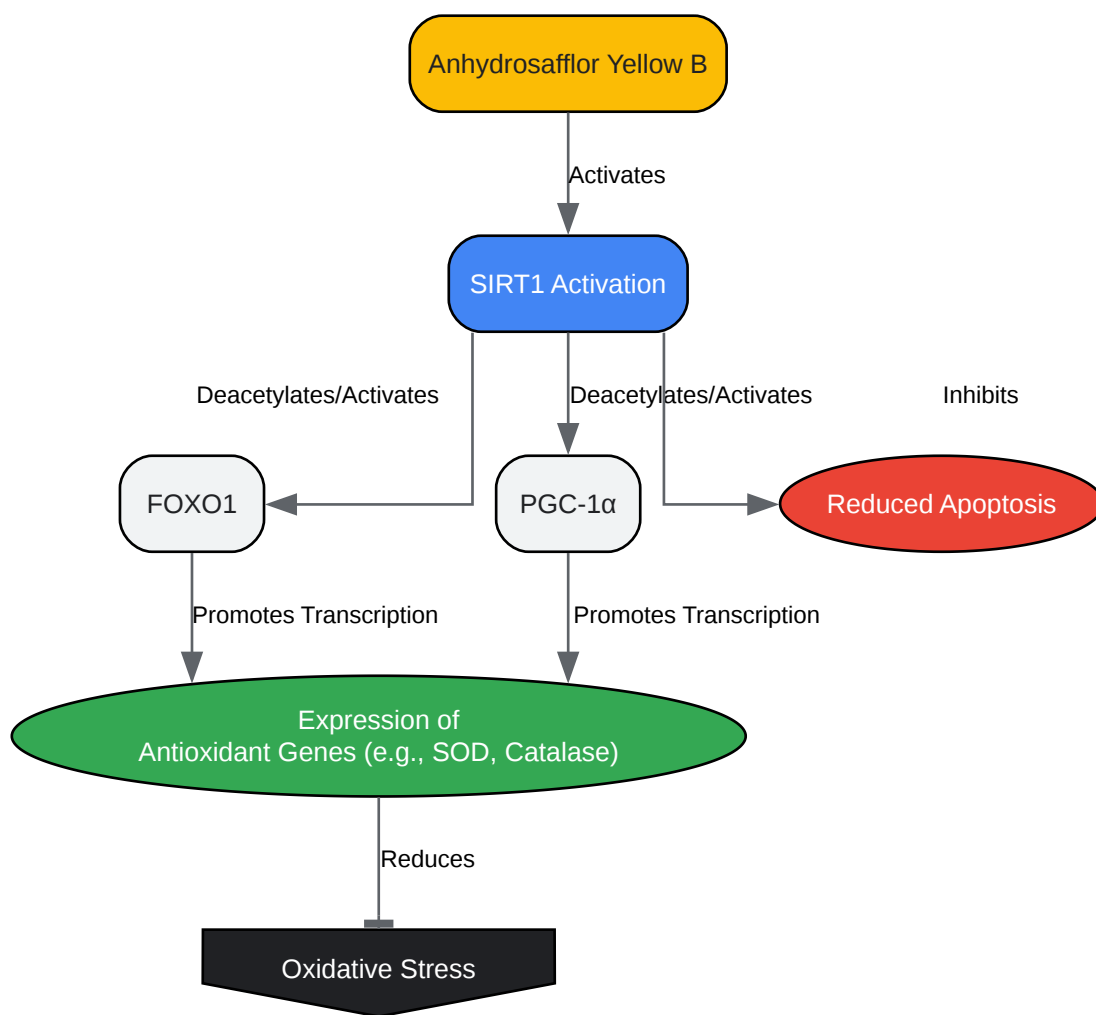 Anhydrosafflor Yellow B
Activates
SIRT1 Activation
Deacetylates/Activates
Deacetylates/Activates
Inhibits
FOXO1
PGC-1α
Reduced Apoptosis
Promotes Transcription
Promotes Transcription
Expression of
Antioxidant Genes (e.g., SOD, Catalase)
Reduces
Oxidative Stress